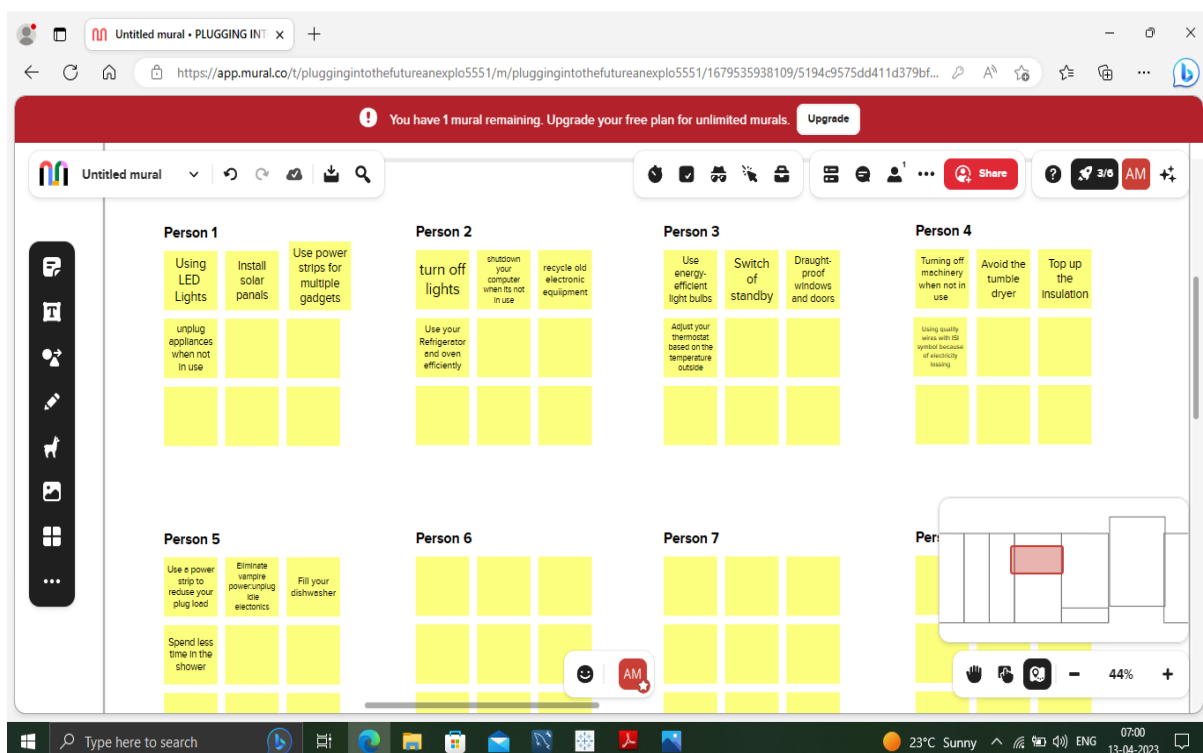 Untitled mural • PLUGGING INT
https://app.mural.co/t/pluggingintothefutureanexplo5551/m/pluggingintothefutureanexplo5551/1679535938109/5194c9575dd411d379bf...
You have 1 mural remaining. Upgrade your free plan for unlimited murals.
Upgrade
Untitled mural
1
Share
3/6
AM
Person 1
Using
LED
Lights
Install
solar
panals
Use power
strips for
multiple
gadgets
unplug
appliances
when not
in use
Person 2
turn off
lights
shutdown
your
computer
when its not
in use
recycle old
electronic
equiipment
Use your
Refrigerator
and oven
efficiently
Person 3
Use
energy-
efficient
light bulbs
Switch
of
standby
Draught-
proof
windows
and doors
Adjust your
thermostat
based on the
temperature
outside
Person 4
Turning off
machinery
when not in
use
Avoid the
tumble
dryer
Top up
the
insulation
Using quality
wires with ISI
symbol because
of electricity
lossing
Person 5
Use a power
strip to
reduse your
plug load
Eliminate
vampire
power:unplug
idle
electonics
Fill your
dishwasher
Spend less
time in the
shower
Person 6
Person 7
Per
AM
44%
Type here to search
23°C Sunny
ENG
07:00
13-04-2023